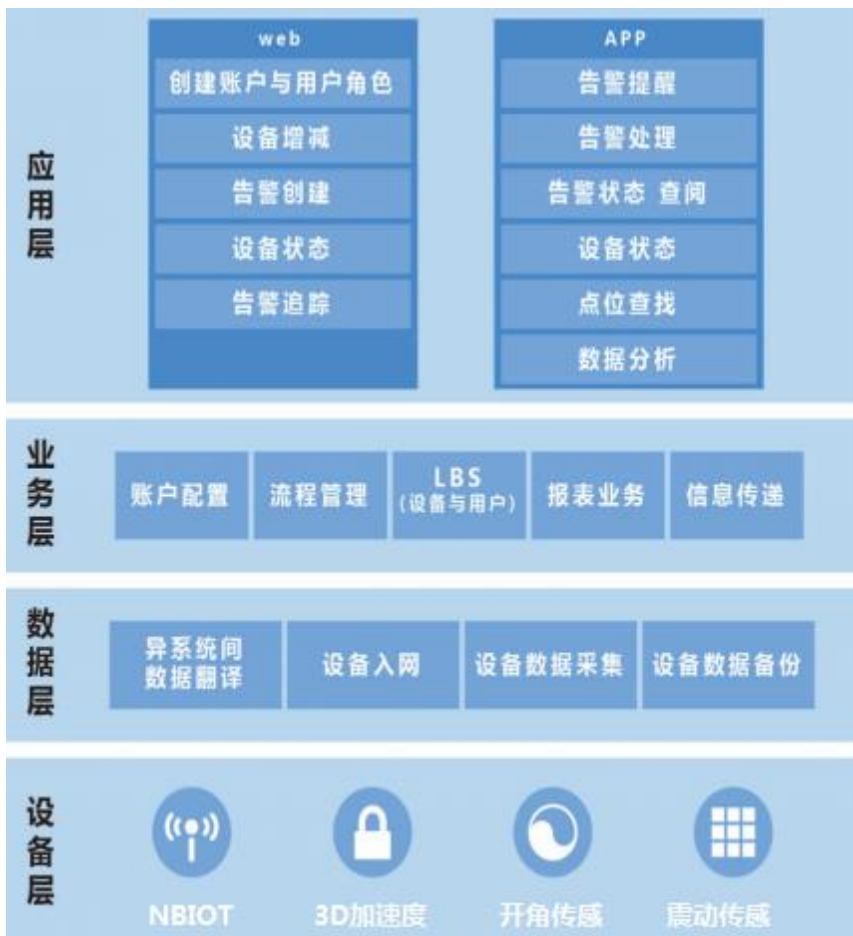 应用层
web
创建账户与用户角色
设备增减
告警创建
设备状态
告警追踪
APP
告警提醒
告警处理
告警状态 查阅
设备状态
点位查找
数据分析
业务层
账户配置
流程管理
LBS
(设备与用户)
报表业务
信息传递
数据层
异系统间
数据翻译
设备入网
设备数据采集
设备数据备份
设备层
NBIOT
3D加速度
开角传感
震动传感